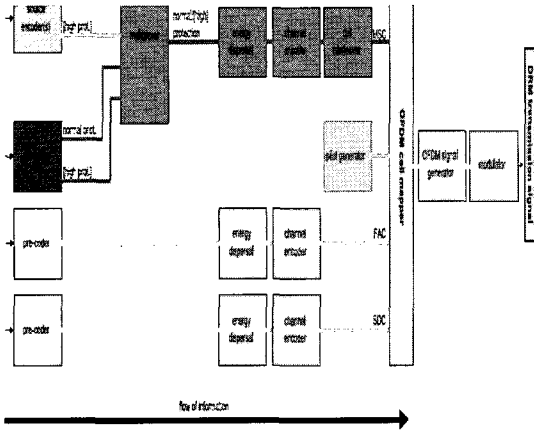 source
encoder(s)
[high prot.]
multiplexer
normal/[high]
protection
energy
dispersal
channel
encoder
cell
interleaver
MSC
normal prot.
[high prot.]
pilot generator
OFDM cell mapper
OFDM signal
generator
modulator
DRM transmission signal
pre-coder
energy
dispersal
channel
encoder
FAC
pre-coder
energy
dispersal
channel
encoder
SDC
flow of information